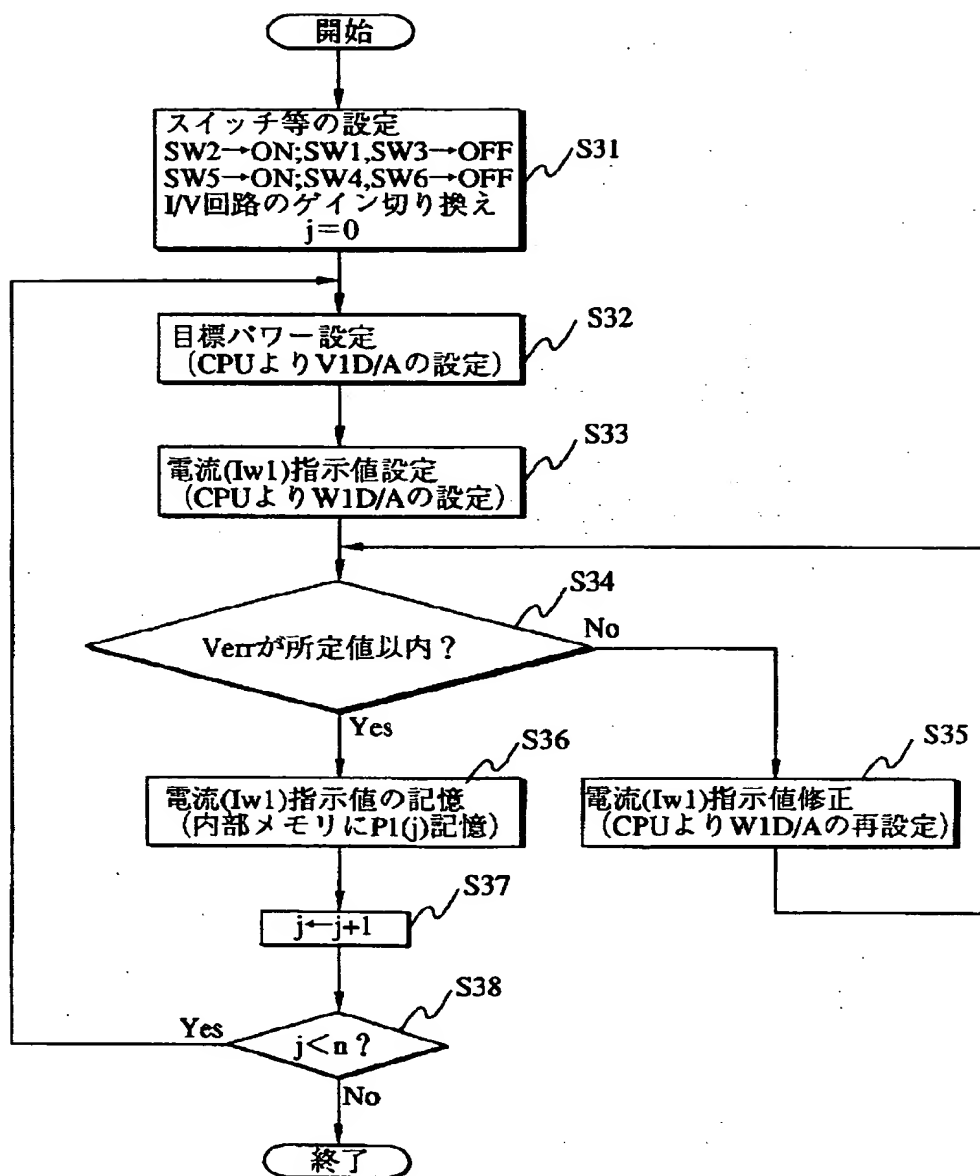 開始
スイッチ等の設定
SW2→ON;SW1,SW3→OFF
SW5→ON;SW4,SW6→OFF
I/V回路のゲイン切り換え
j=0
S31
目標パワー設定
(CPUよりV1D/Aの設定)
S32
電流(Iw1)指示値設定
(CPUよりW1D/Aの設定)
S33
Verrが所定値以内？
S34
No
Yes
電流(Iw1)指示値の記憶
(内部メモリにP1(j)記憶)
S36
電流(Iw1)指示値修正
(CPUよりW1D/Aの再設定)
S35
j←j+1
S37
j<n？
S38
Yes
No
終了